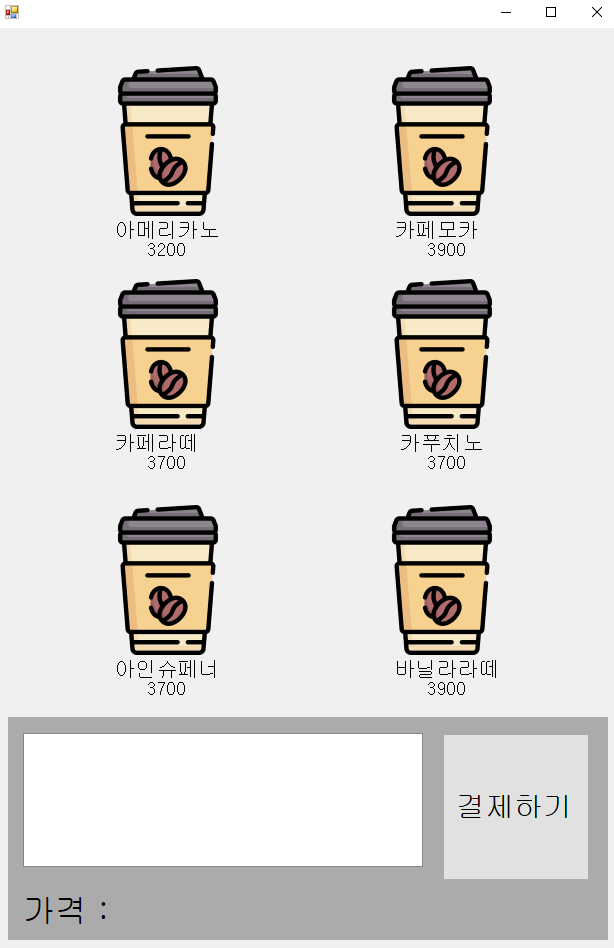 아메리카노
3200
카페모카
3900
카페라떼
3700
카푸치노
3700
아인슈페너
3700
바닐라라떼
3900
결제하기
가격 :